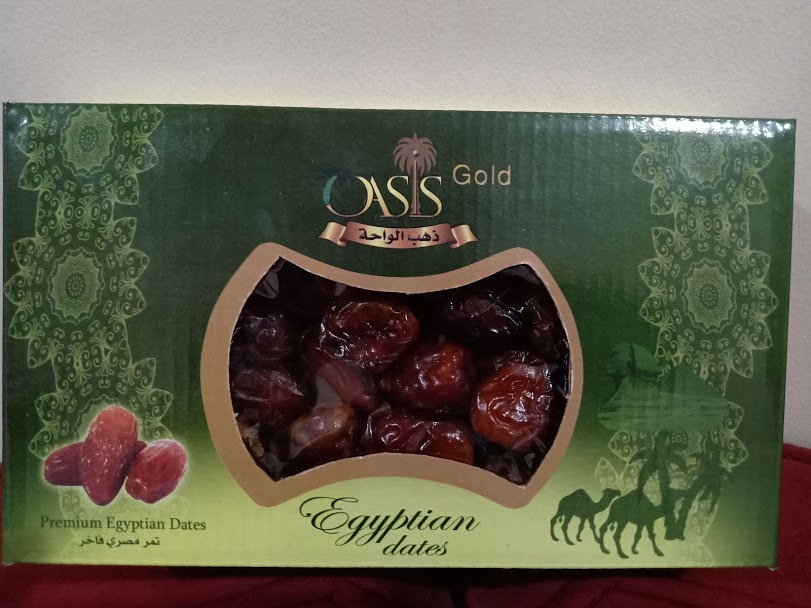 OASIS Gold
ذهب الواحة
Egyptian
dates
Premium Egyptian Dates
تمر مصري فاخر